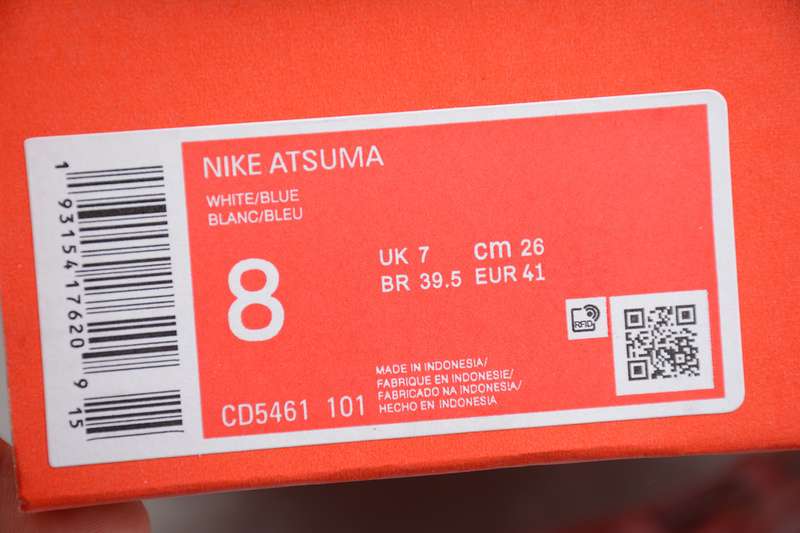 1 93154 17620 9 15
NIKE ATSUMA
WHITE/BLUE
BLANC/BLEU
8
UK 7 cm 26
BR 39.5 EUR 41
RFID
CD5461 101
MADE IN INDONESIA/
FABRIQUE EN INDONESIE/
FABRICADO NA INDONESIA/
HECHO EN INDONESIA